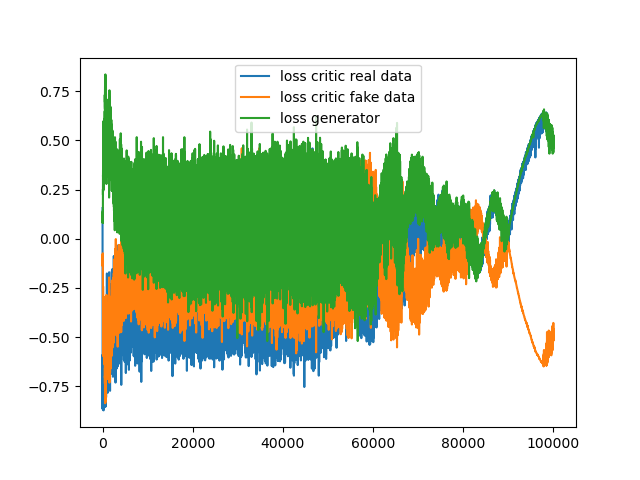 loss critic real data
loss critic fake data
loss generator
0.75
0.50
0.25
0.00
−0.25
−0.50
−0.75
0 20000 40000 60000 80000 100000